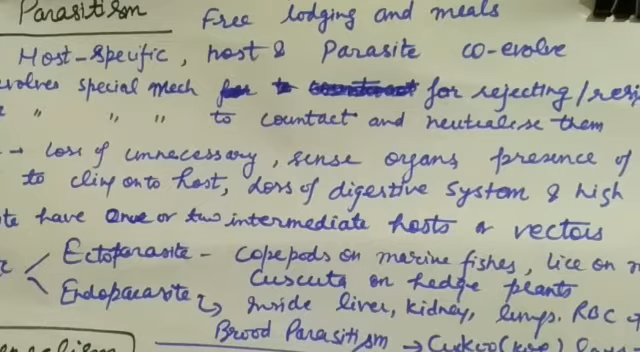 Parasitism Free lodging and meals
Host-specific, host & Parasite co-evolve
evolves special mech for rejecting/resi
" " " to countact and neutralise them
→ Loss of unnecessary, sense organs presence of
to cling onto host, Loss of digestive system & high
te have one or two intermediate hosts or vectors
Ectoparasite - copepods on marine fishes, lice on
Cuscuta on hedge plants
Endoparasite ↳ inside liver, kidney, lungs. RBC →
Brood Parasitism → Cuckoo (koel) lays